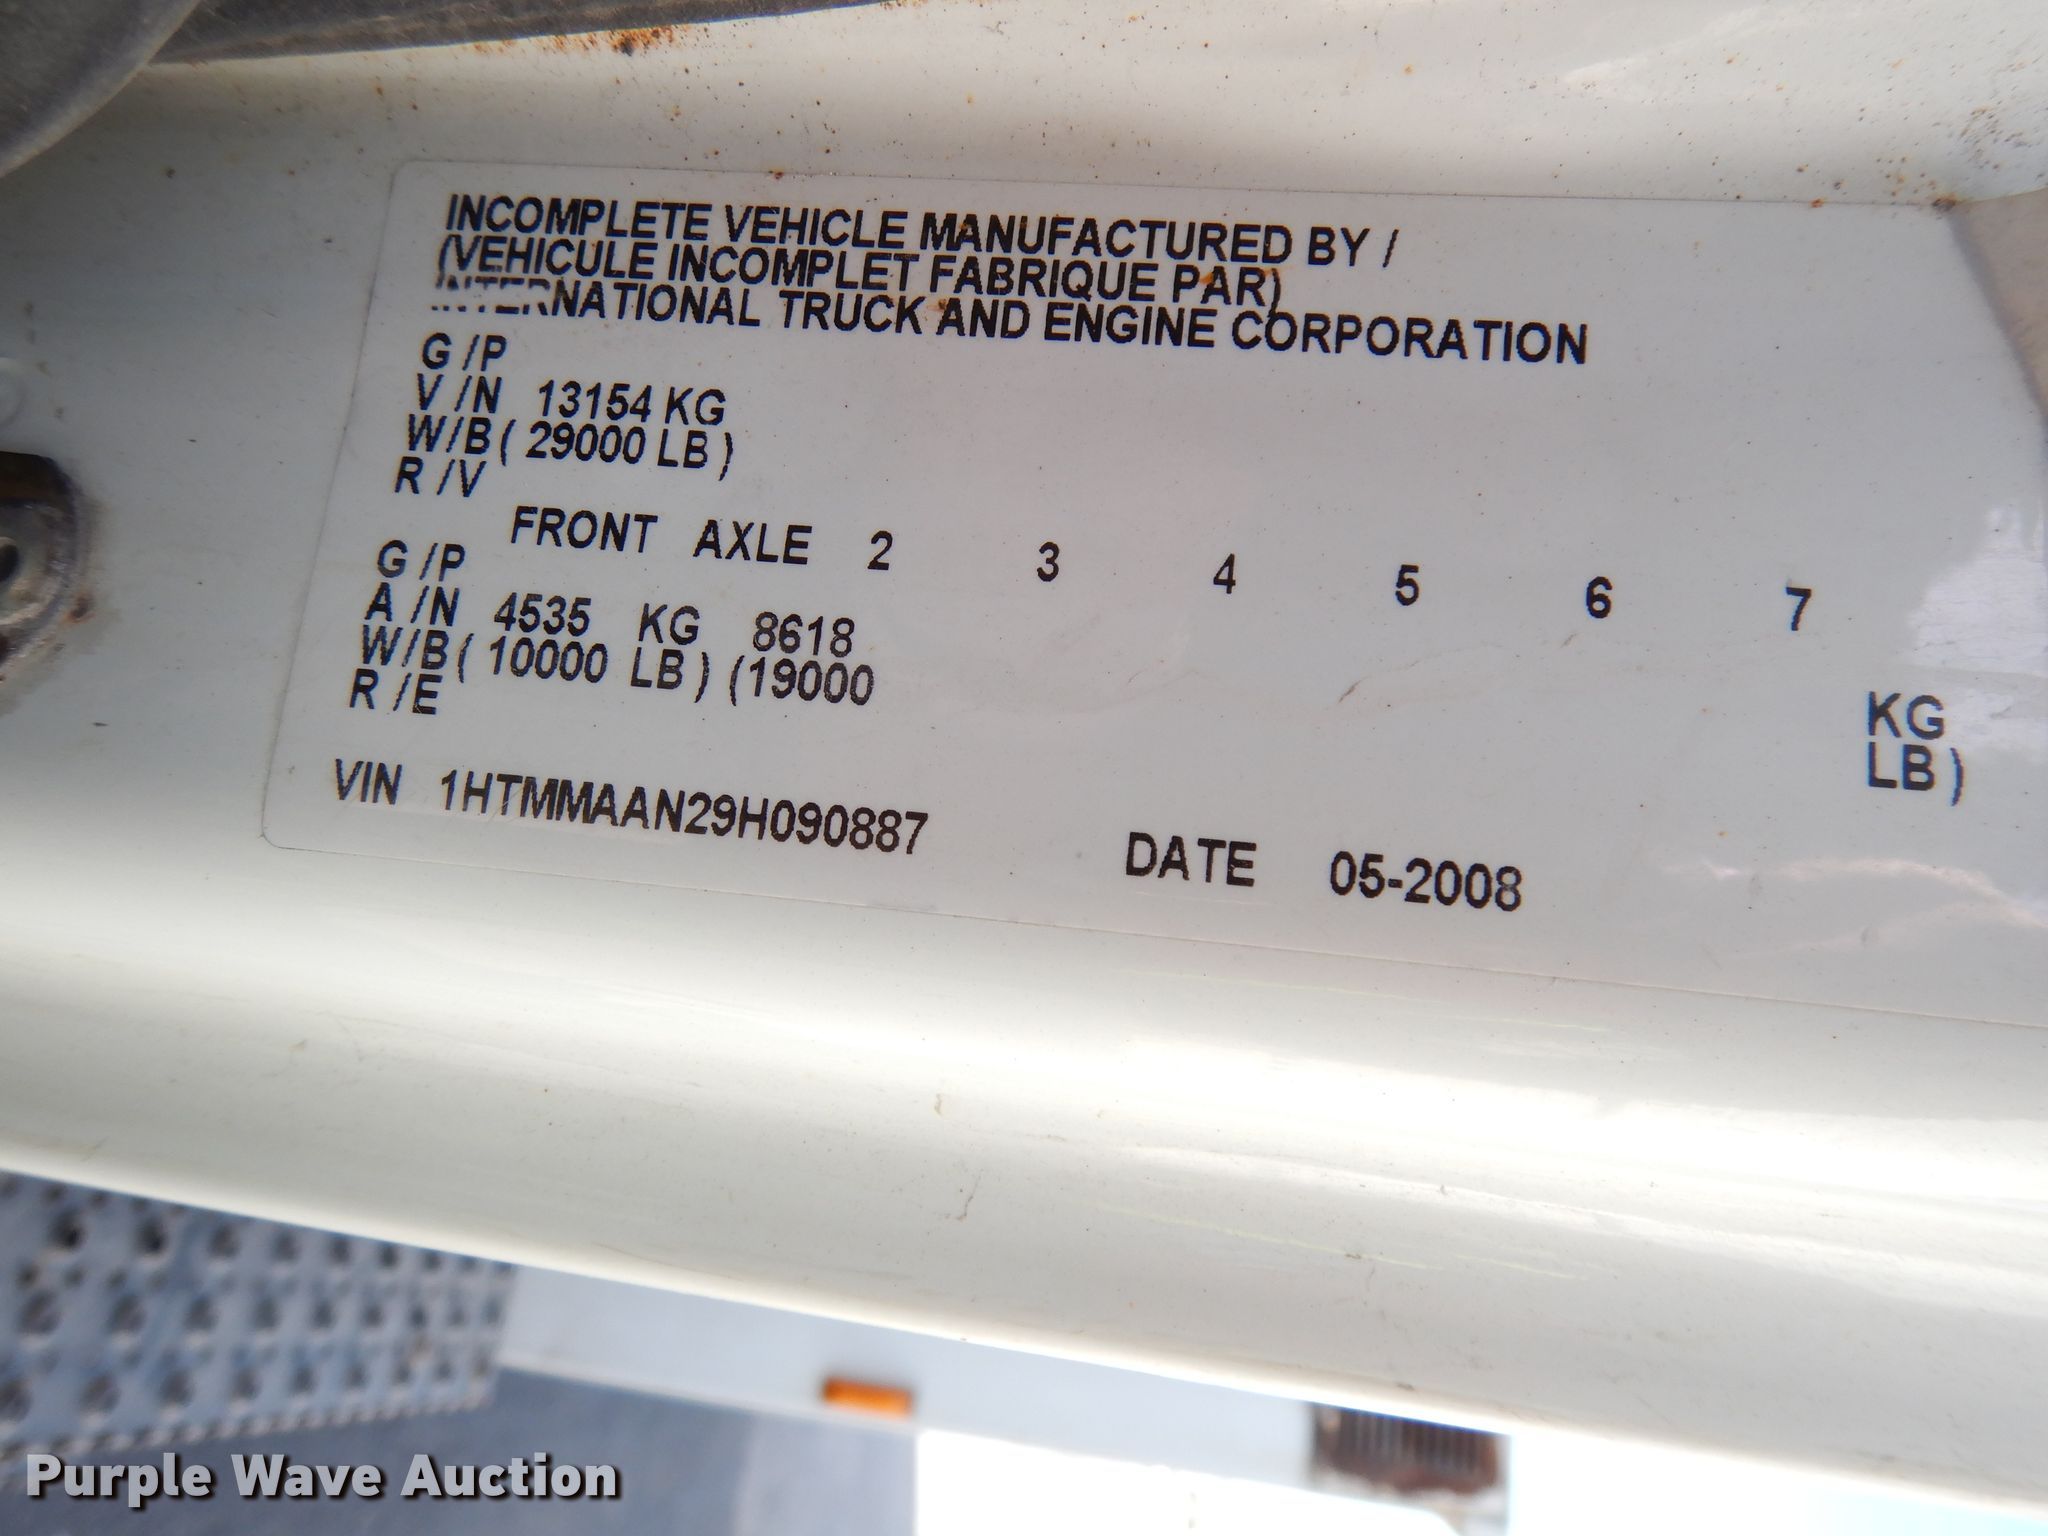 INCOMPLETE VEHICLE MANUFACTURED BY /
(VEHICULE INCOMPLET FABRIQUE PAR)
INTERNATIONAL TRUCK AND ENGINE CORPORATION
G /P
V /N 13154 KG
W/B ( 29000 LB )
R /V
FRONT AXLE 2 3 4 5 6 7
G /P
A /N 4535 KG 8618 KG
W/B ( 10000 LB ) (19000 LB )
R /E
VIN 1HTMMAAN29H090887 DATE 05-2008
Purple Wave Auction